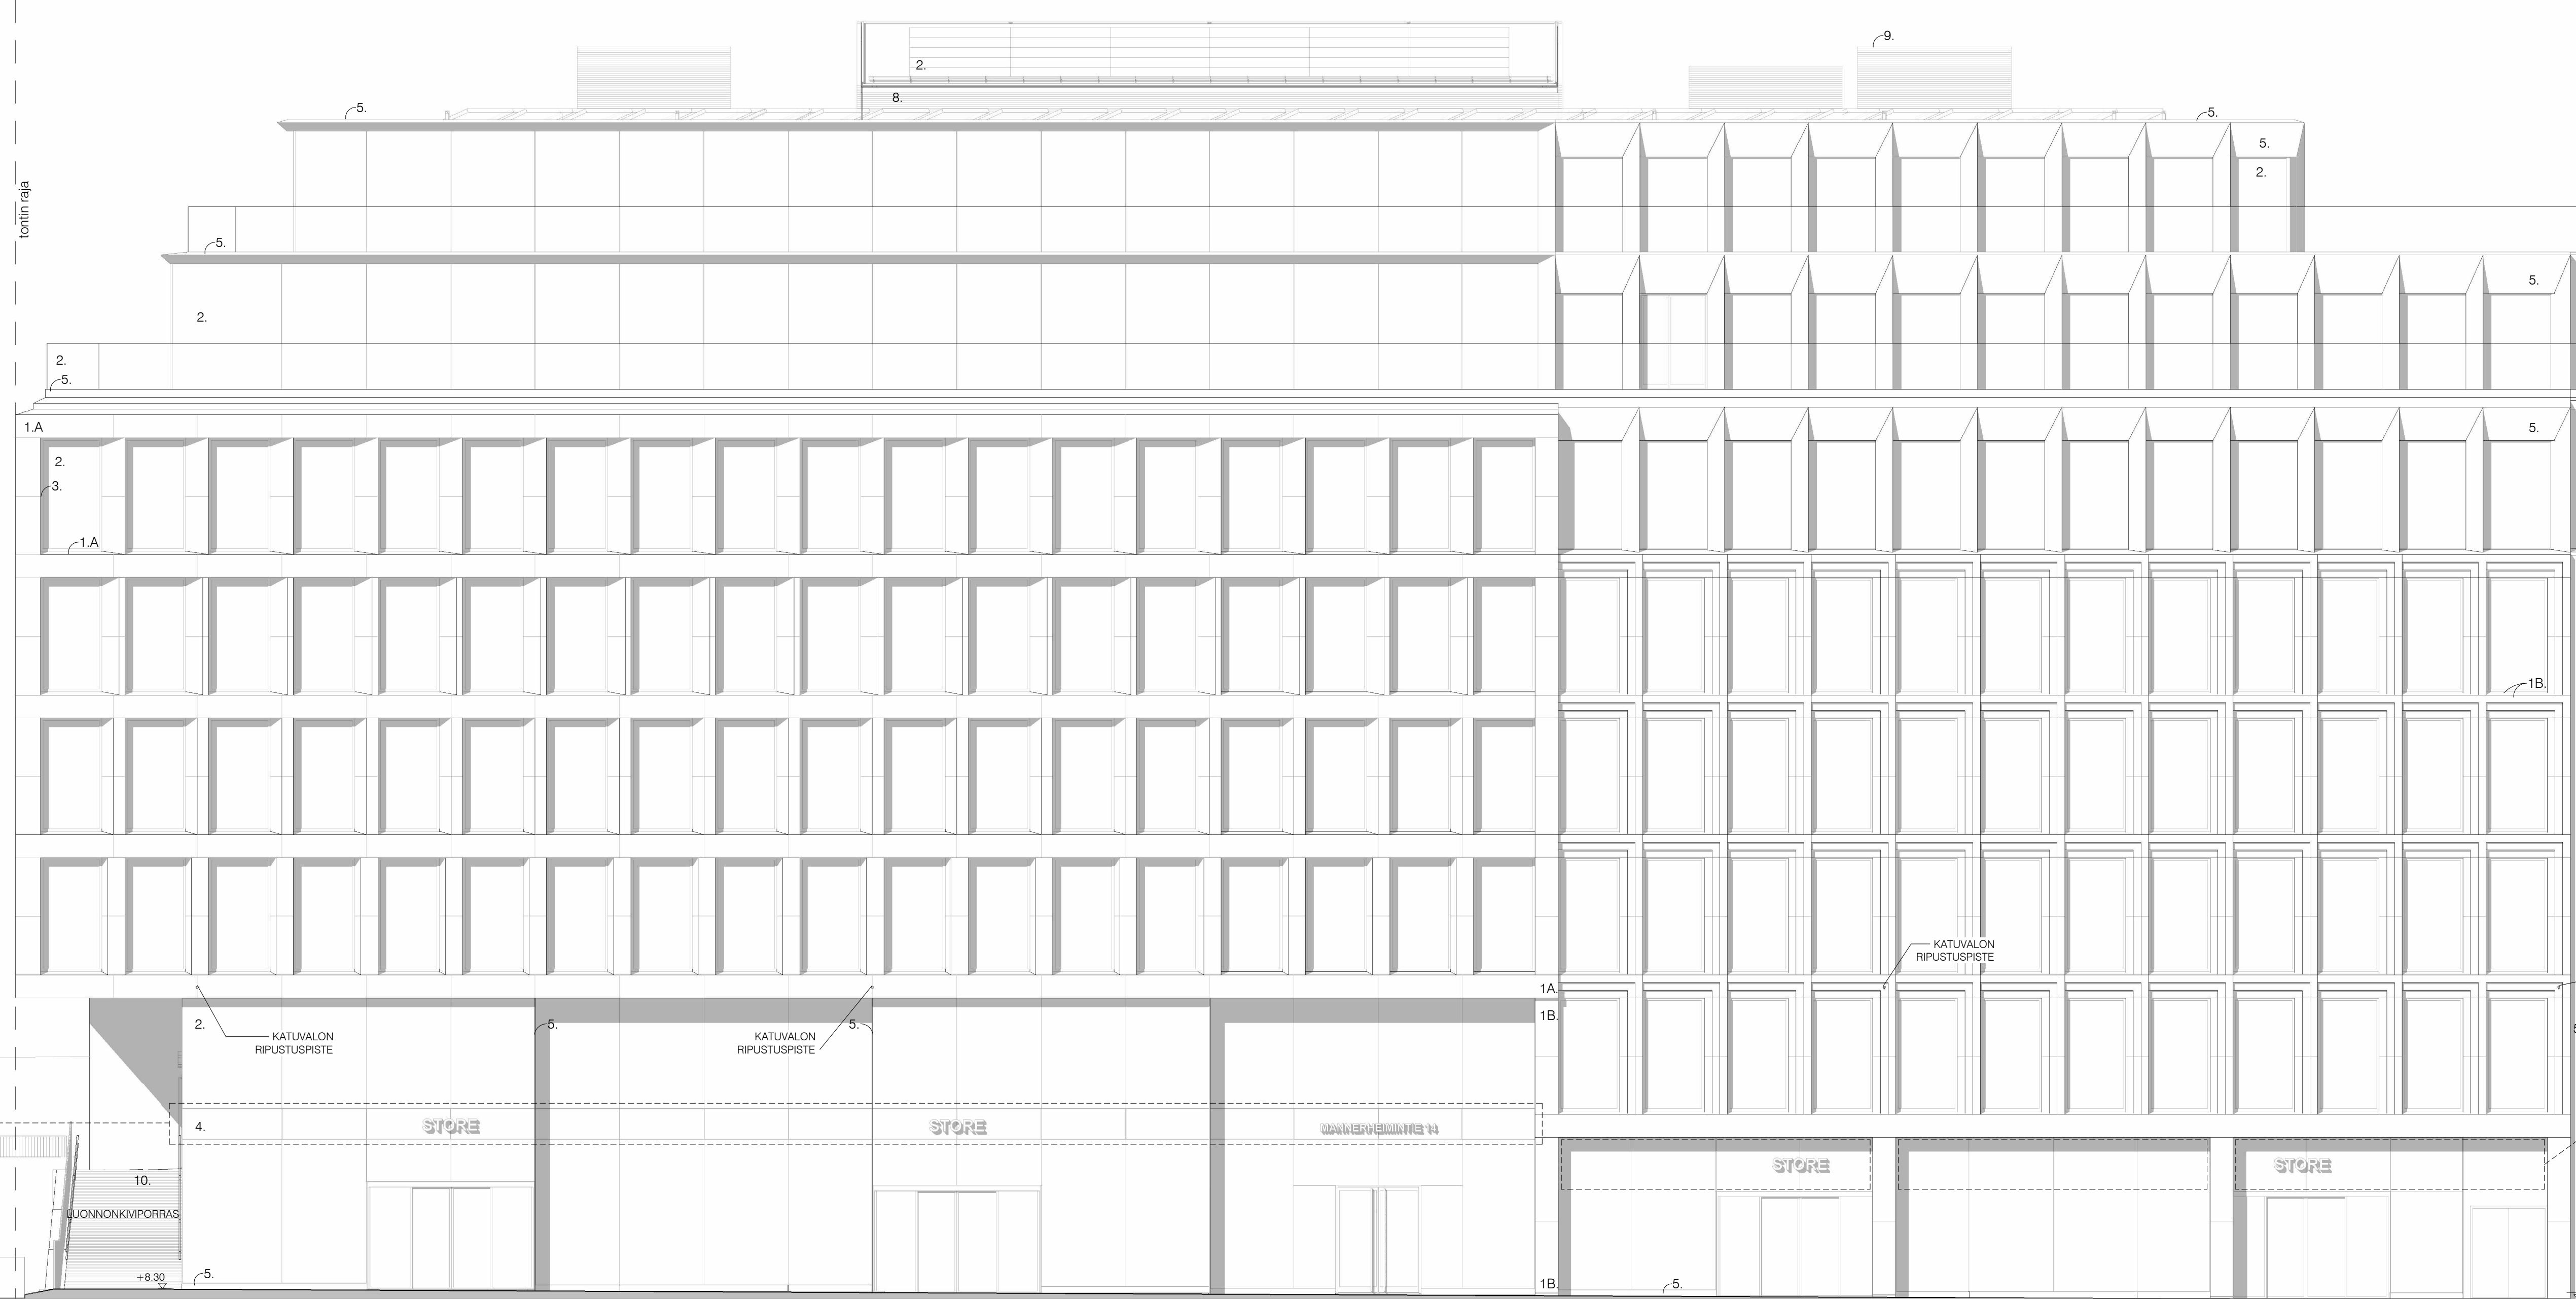 9.
2.
8.
5.
5.
5.
2.
tontin raja
5.
5.
2.
2.
5.
1.A
5.
2.
3.
1.A
1B.
KATUVALON
RIPUSTUSPISTE
1A.
2.
5.
5.
1B.
KATUVALON
RIPUSTUSPISTE
KATUVALON
RIPUSTUSPISTE
4.
STORE
STORE
MANNERHEIMINTIE 14
STORE
STORE
10.
LUONNONKIVIPORRAS
+8.30
5.
1B.
5.